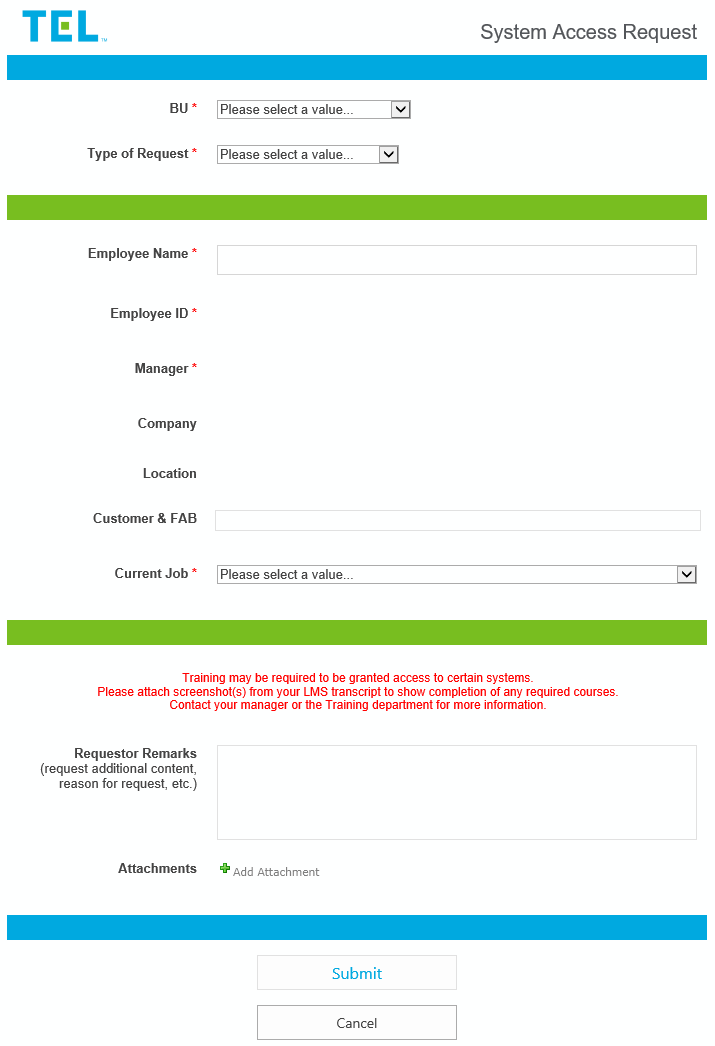 TEL™
System Access Request
BU *
Please select a value...
Type of Request *
Please select a value...
Employee Name *
Employee ID *
Manager *
Company
Location
Customer & FAB
Current Job *
Please select a value...
Training may be required to be granted access to certain systems.
Please attach screenshot(s) from your LMS transcript to show completion of any required courses.
Contact your manager or the Training department for more information.
Requestor Remarks
(request additional content,
reason for request, etc.)
Attachments
Add Attachment
Submit
Cancel